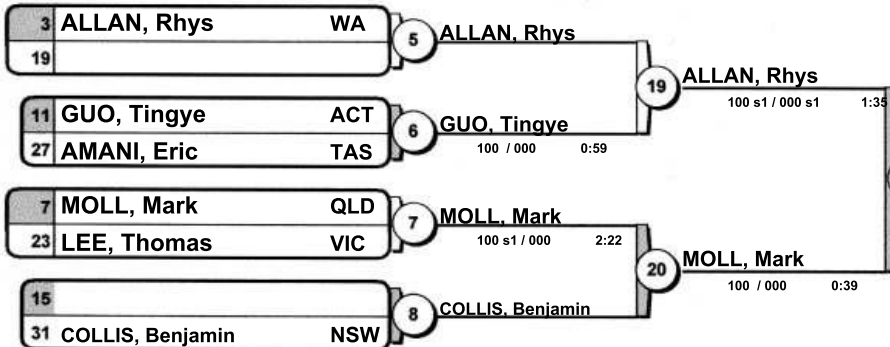 3 ALLAN, Rhys WA
19
5
ALLAN, Rhys
11 GUO, Tingye ACT
27 AMANI, Eric TAS
6
GUO, Tingye
100 / 000 0:59
19
ALLAN, Rhys
100 s1 / 000 s1 1:35
7 MOLL, Mark QLD
23 LEE, Thomas VIC
7
MOLL, Mark
100 s1 / 000 2:22
15
31 COLLIS, Benjamin NSW
8
COLLIS, Benjamin
20
MOLL, Mark
100 / 000 0:39